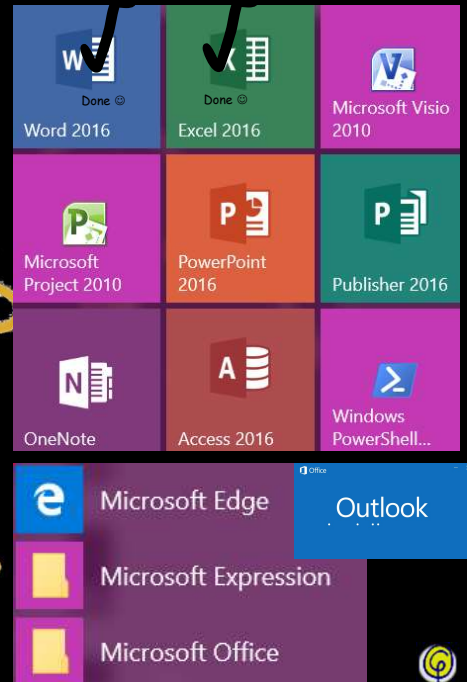 Done ☺
Word 2016
Done ☺
Excel 2016
Microsoft Visio
2010
Microsoft
Project 2010
PowerPoint
2016
Publisher 2016
OneNote
Access 2016
Windows
PowerShell...
Microsoft Edge
Office
Outlook
Microsoft Expression
Microsoft Office